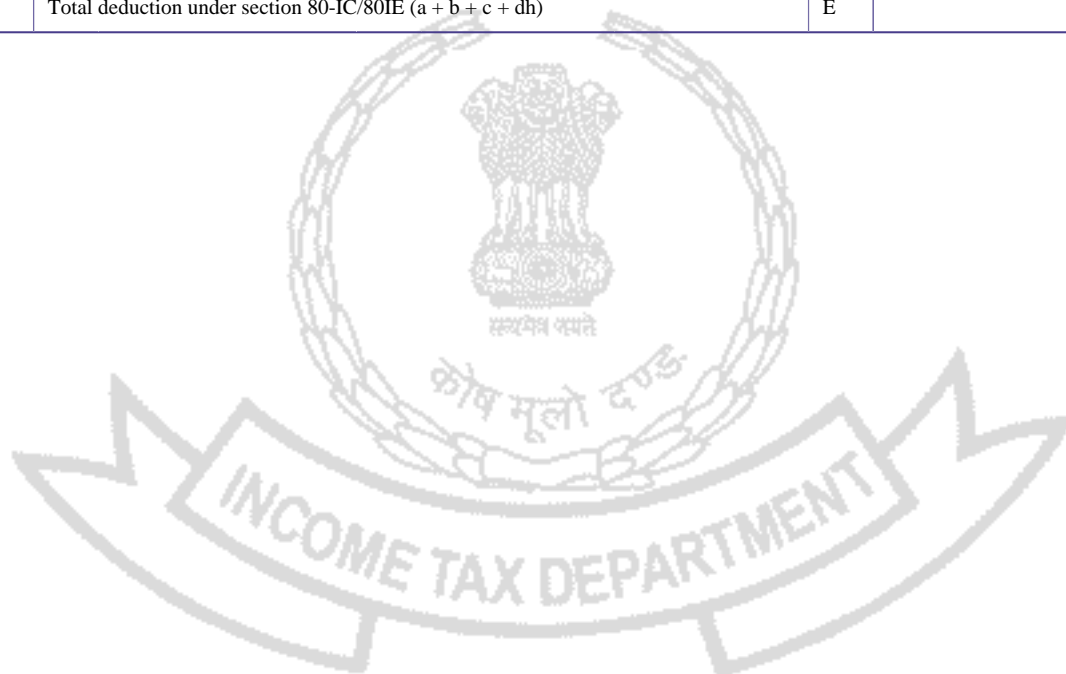 Total deduction under section 80-IC/80IE (a + b + c + dh) E
सत्यमेव जयते
कोष मूलो दण्ड:
INCOME TAX DEPARTMENT